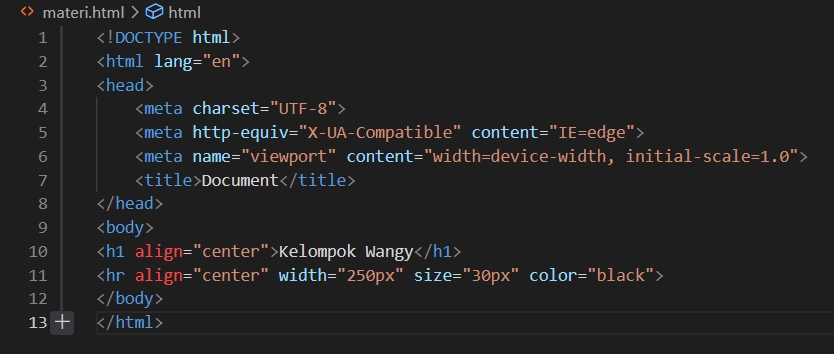 materi.html > html
1 <!DOCTYPE html>
2 <html lang="en">
3 <head>
4     <meta charset="UTF-8">
5     <meta http-equiv="X-UA-Compatible" content="IE=edge">
6     <meta name="viewport" content="width=device-width, initial-scale=1.0">
7     <title>Document</title>
8 </head>
9 <body>
10 <h1 align="center">Kelompok Wangy</h1>
11 <hr align="center" width="250px" size="30px" color="black">
12 </body>
13 </html>